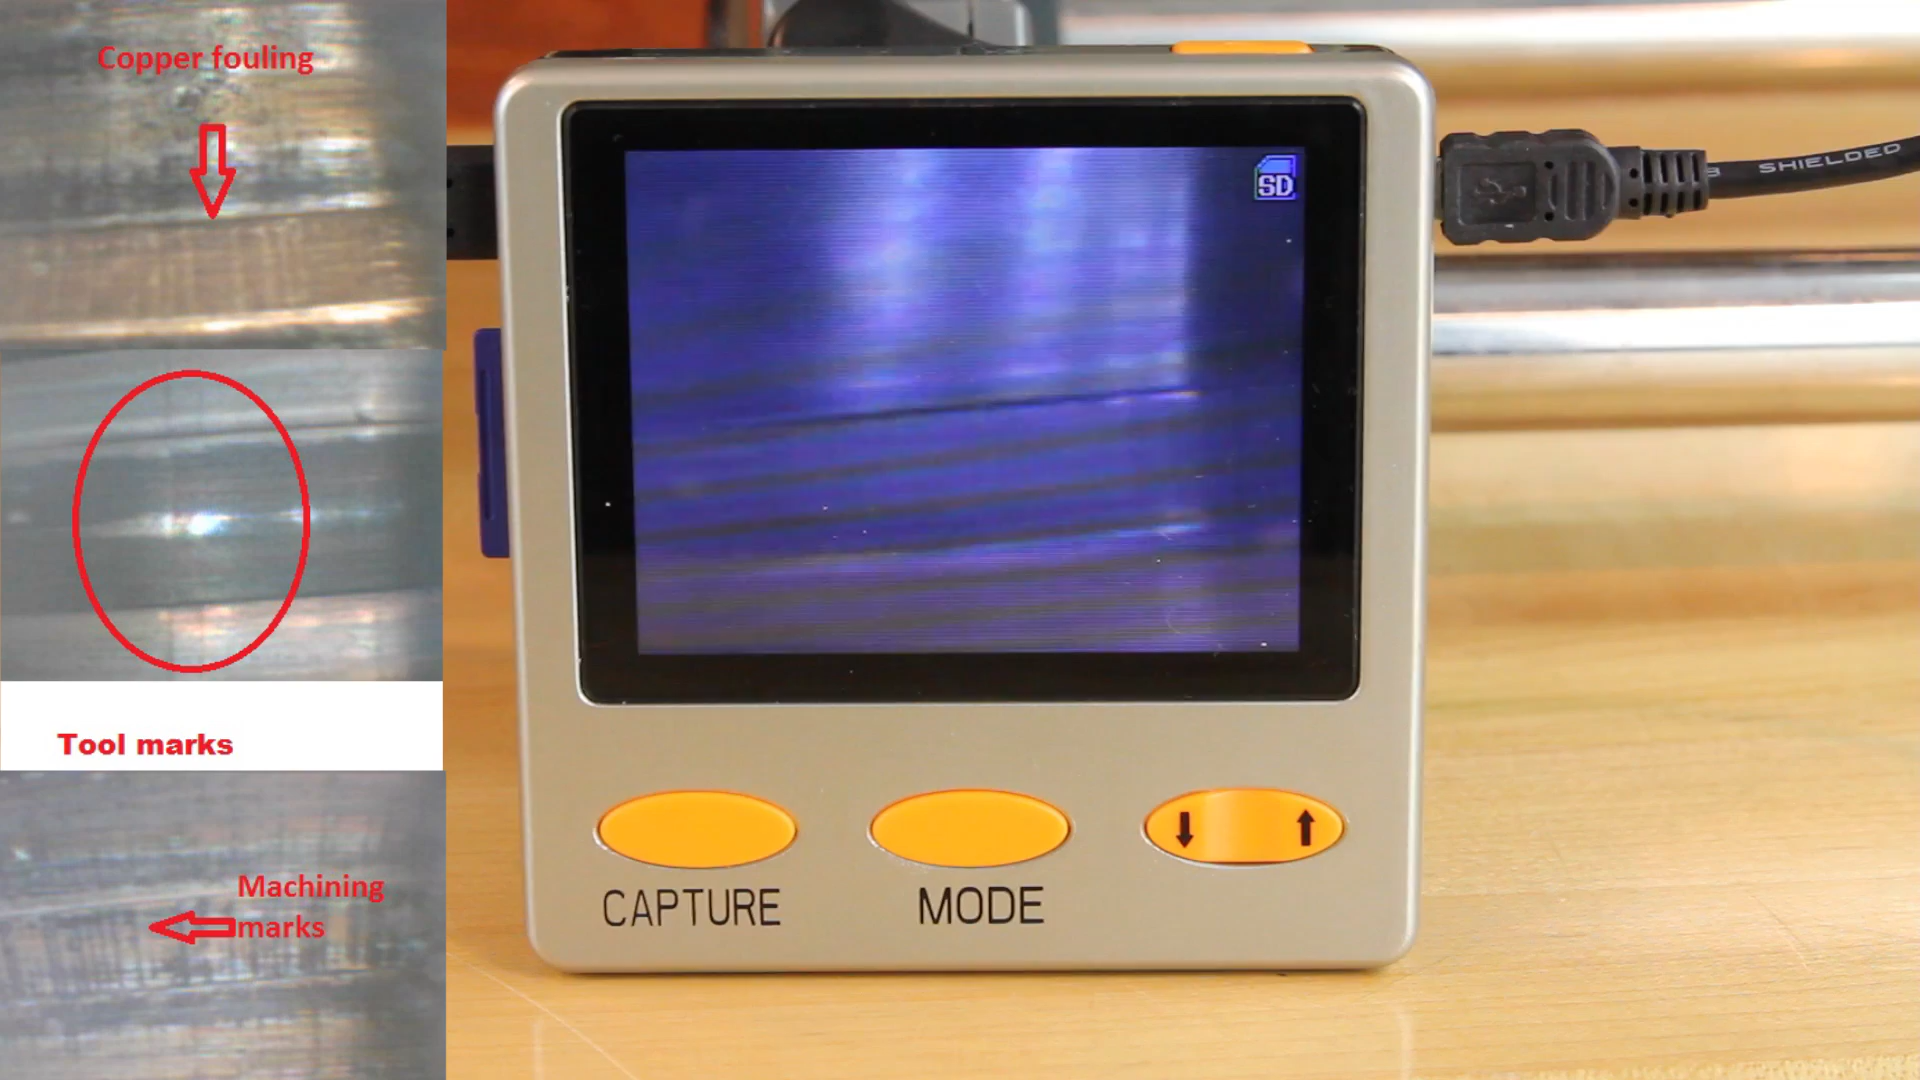 Copper fouling
Tool marks
Machining
marks
SD
SHIELDED
CAPTURE
MODE